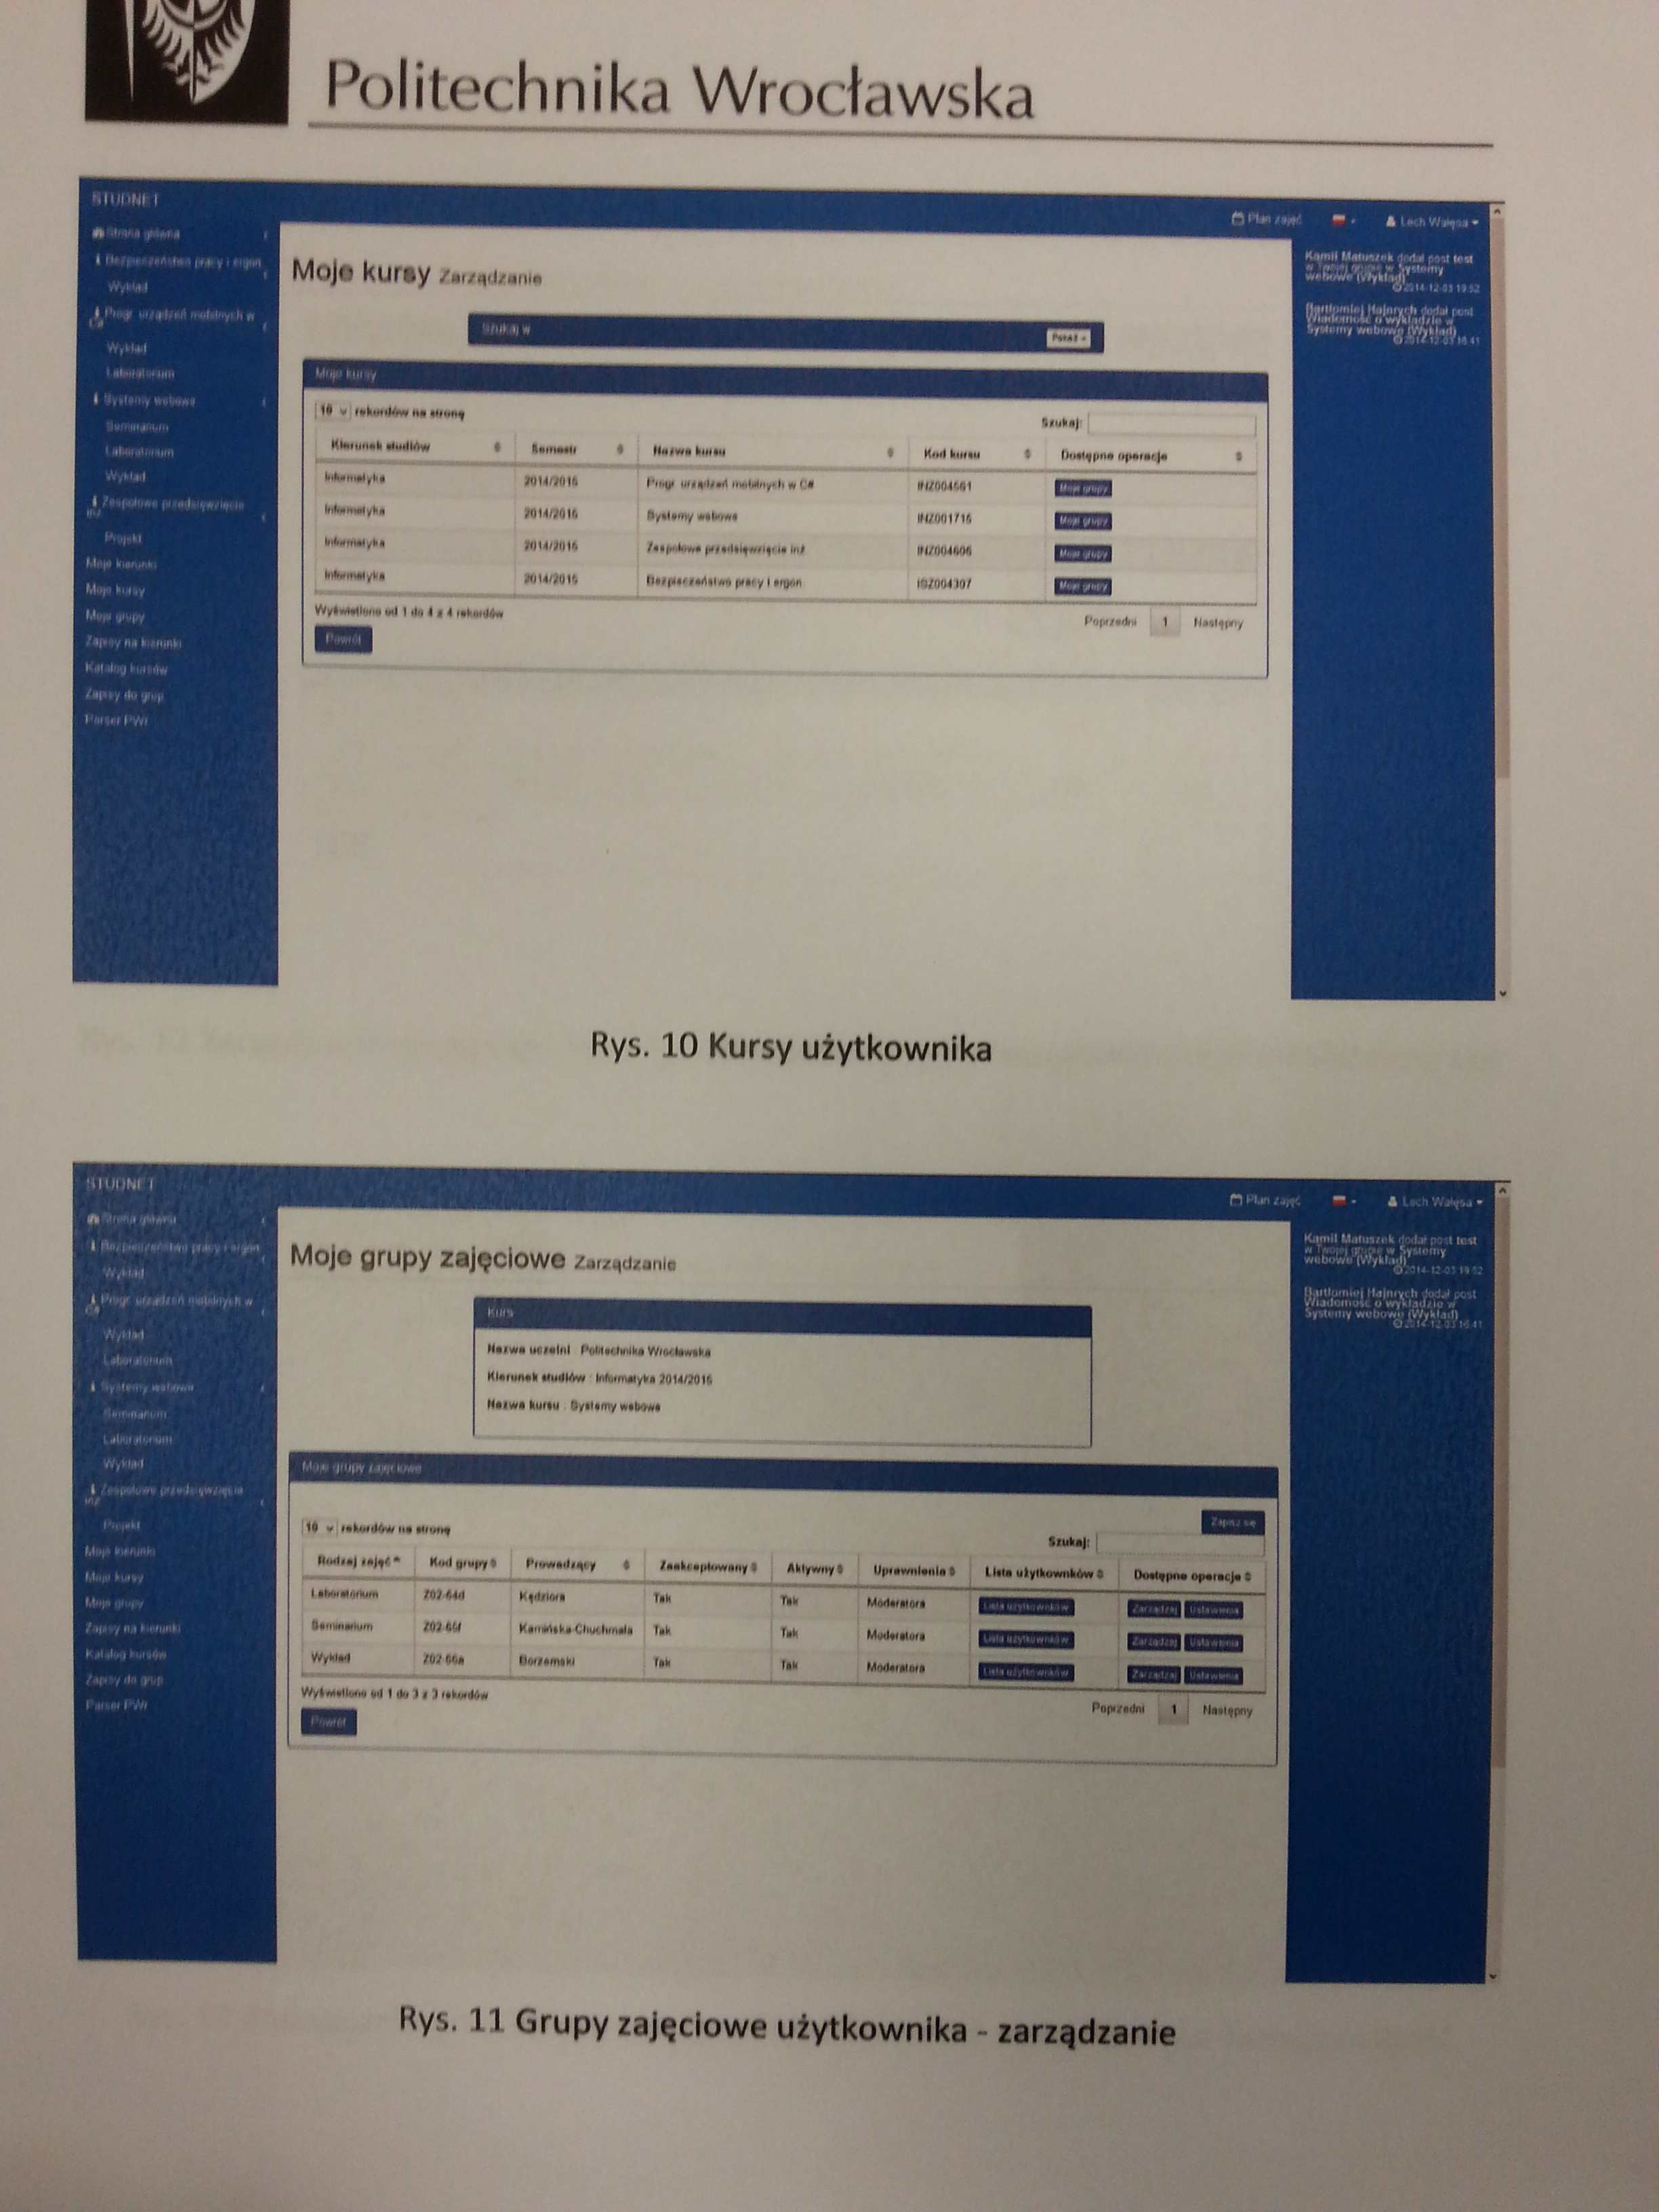 Politechnika Wrocławska
STUDNET
Plan zajęć
Lech Wałęsa
Strona główna
Bezpieczeństwo pracy i ergon
Wykład
Progr. urządzeń mobilnych w
C#
Wykład
Laboratorium
Systemy webowe
Seminarium
Laboratorium
Wykład
Zespołowe przedsięwzięcie
inż
Projekt
Moje kierunki
Moje kursy
Moje grupy
Zapisy na kierunki
Katalog kursów
Zapisy do grup
Parser PWr
Moje kursy Zarządzanie
Szukaj w
Pokaż
Moje kursy
10 rekordów na stronę
Szukaj:
Kierunek studiów Semestr Nazwa kursu Kod kursu Dostępne operacje
Informatyka 2014/2015 Progr. urządzeń mobilnych w C# INZ004561 Moje grupy
Informatyka 2014/2015 Systemy webowe INZ001715 Moje grupy
Informatyka 2014/2015 Zespołowe przedsięwzięcie inż INZ004606 Moje grupy
Informatyka 2014/2015 Bezpieczeństwo pracy i ergon. ISZ004307 Moje grupy
Wyświetlono od 1 do 4 z 4 rekordów
Poprzedni 1 Następny
Powrót
Kamil Matuszek dodał post test
w Twojej grupie w Systemy
webowe (Wykład)
2014-12-03 19:52
Bartłomiej Hajnrych dodał post
Wiadomość o wykładzie w
Systemy webowe (Wykład)
2014-12-03 16:41
Rys. 10 Kursy użytkownika
STUDNET
Plan zajęć
Lech Wałęsa
Strona główna
Bezpieczeństwo pracy i ergon
Wykład
Progr. urządzeń mobilnych w
C#
Wykład
Laboratorium
Systemy webowe
Seminarium
Laboratorium
Wykład
Zespołowe przedsięwzięcie
inż
Projekt
Moje kierunki
Moje kursy
Moje grupy
Zapisy na kierunki
Katalog kursów
Zapisy do grup
Parser PWr
Moje grupy zajęciowe Zarządzanie
Kurs
Nazwa uczelni : Politechnika Wrocławska
Kierunek studiów : Informatyka 2014/2015
Nazwa kursu : Systemy webowe
Moje grupy zajęciowe
Zapisz się
10 rekordów na stronę
Szukaj:
Rodzaj zajęć Kod grupy Prowadzący Zaakceptowany Aktywny Uprawnienia Lista użytkowników Dostępne operacje
Laboratorium Z02-64d Kędziora Tak Tak Moderatora Lista użytkowników Zarządzaj Ustawienia
Seminarium Z02-65f Kamińska-Chuchmała Tak Tak Moderatora Lista użytkowników Zarządzaj Ustawienia
Wykład Z02-66a Borzemski Tak Tak Moderatora Lista użytkowników Zarządzaj Ustawienia
Wyświetlono od 1 do 3 z 3 rekordów
Poprzedni 1 Następny
Powrót
Kamil Matuszek dodał post test
w Twojej grupie w Systemy
webowe (Wykład)
2014-12-03 19:52
Bartłomiej Hajnrych dodał post
Wiadomość o wykładzie w
Systemy webowe (Wykład)
2014-12-03 16:41
Rys. 11 Grupy zajęciowe użytkownika - zarządzanie